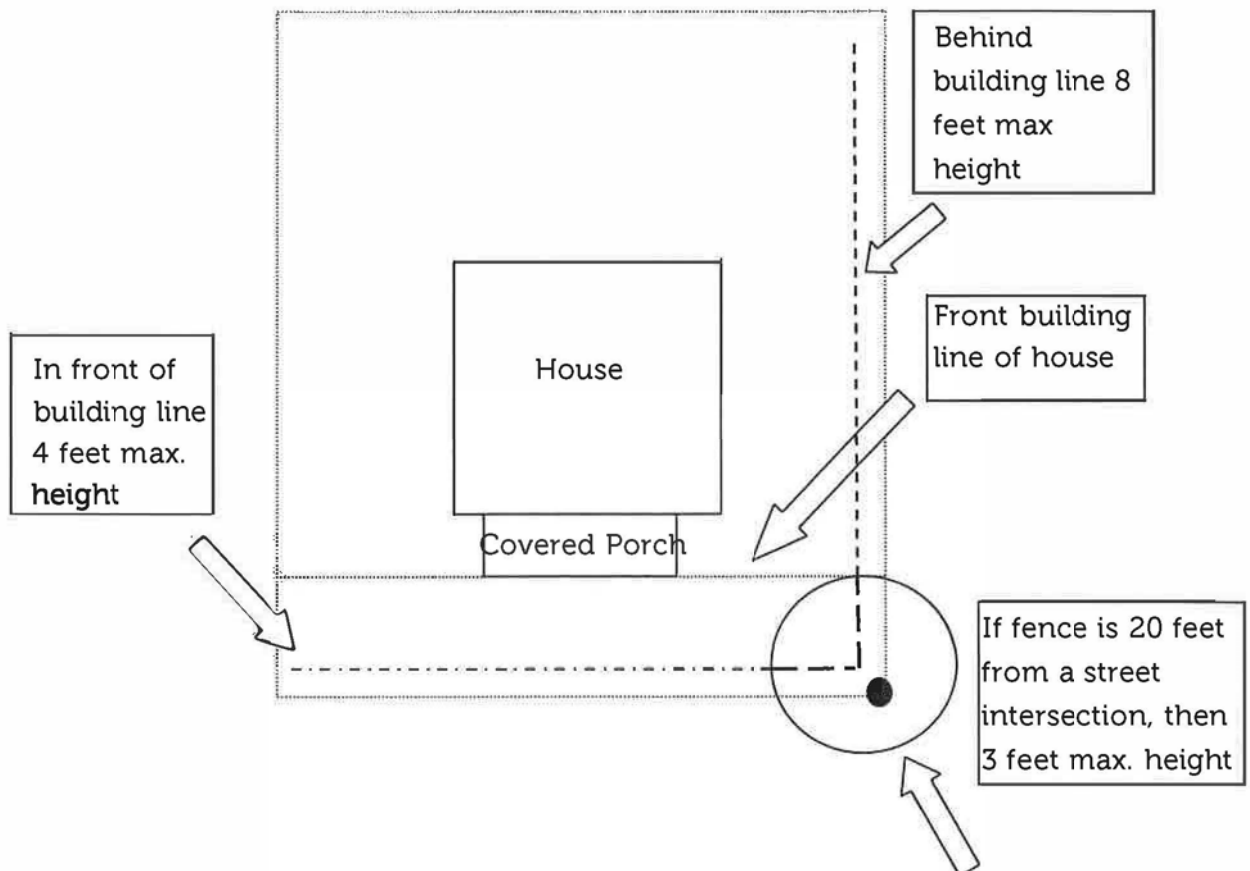 Behind
building line 8
feet max
height
Front building
line of house
In front of
building line
4 feet max.
height
House
Covered Porch
If fence is 20 feet
from a street
intersection, then
3 feet max. height